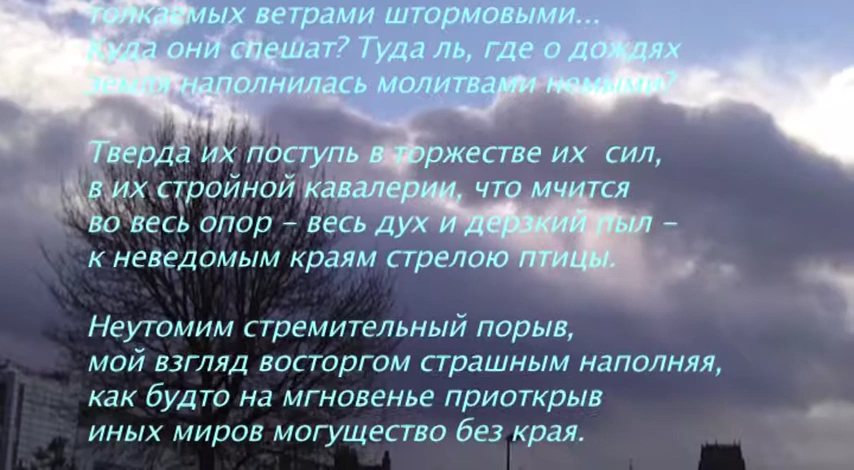 толкаемых ветрами штормовыми...
Куда они спешат? Туда ль, где о дождях
земля наполнилась молитвами немыми?
Тверда их поступь в торжестве их сил,
в их стройной кавалерии, что мчится
во весь опор – весь дух и дерзкий пыл –
к неведомым краям стрелою птицы.
Неутомим стремительный порыв,
мой взгляд восторгом страшным наполняя,
как будто на мгновенье приоткрыв
иных миров могущество без края.